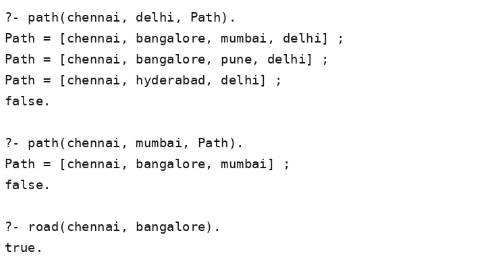 ?- path(chennai, delhi, Path).
Path = [chennai, bangalore, mumbai, delhi] ;
Path = [chennai, bangalore, pune, delhi] ;
Path = [chennai, hyderabad, delhi] ;
false.
?- path(chennai, mumbai, Path).
Path = [chennai, bangalore, mumbai] ;
false.
?- road(chennai, bangalore).
true.